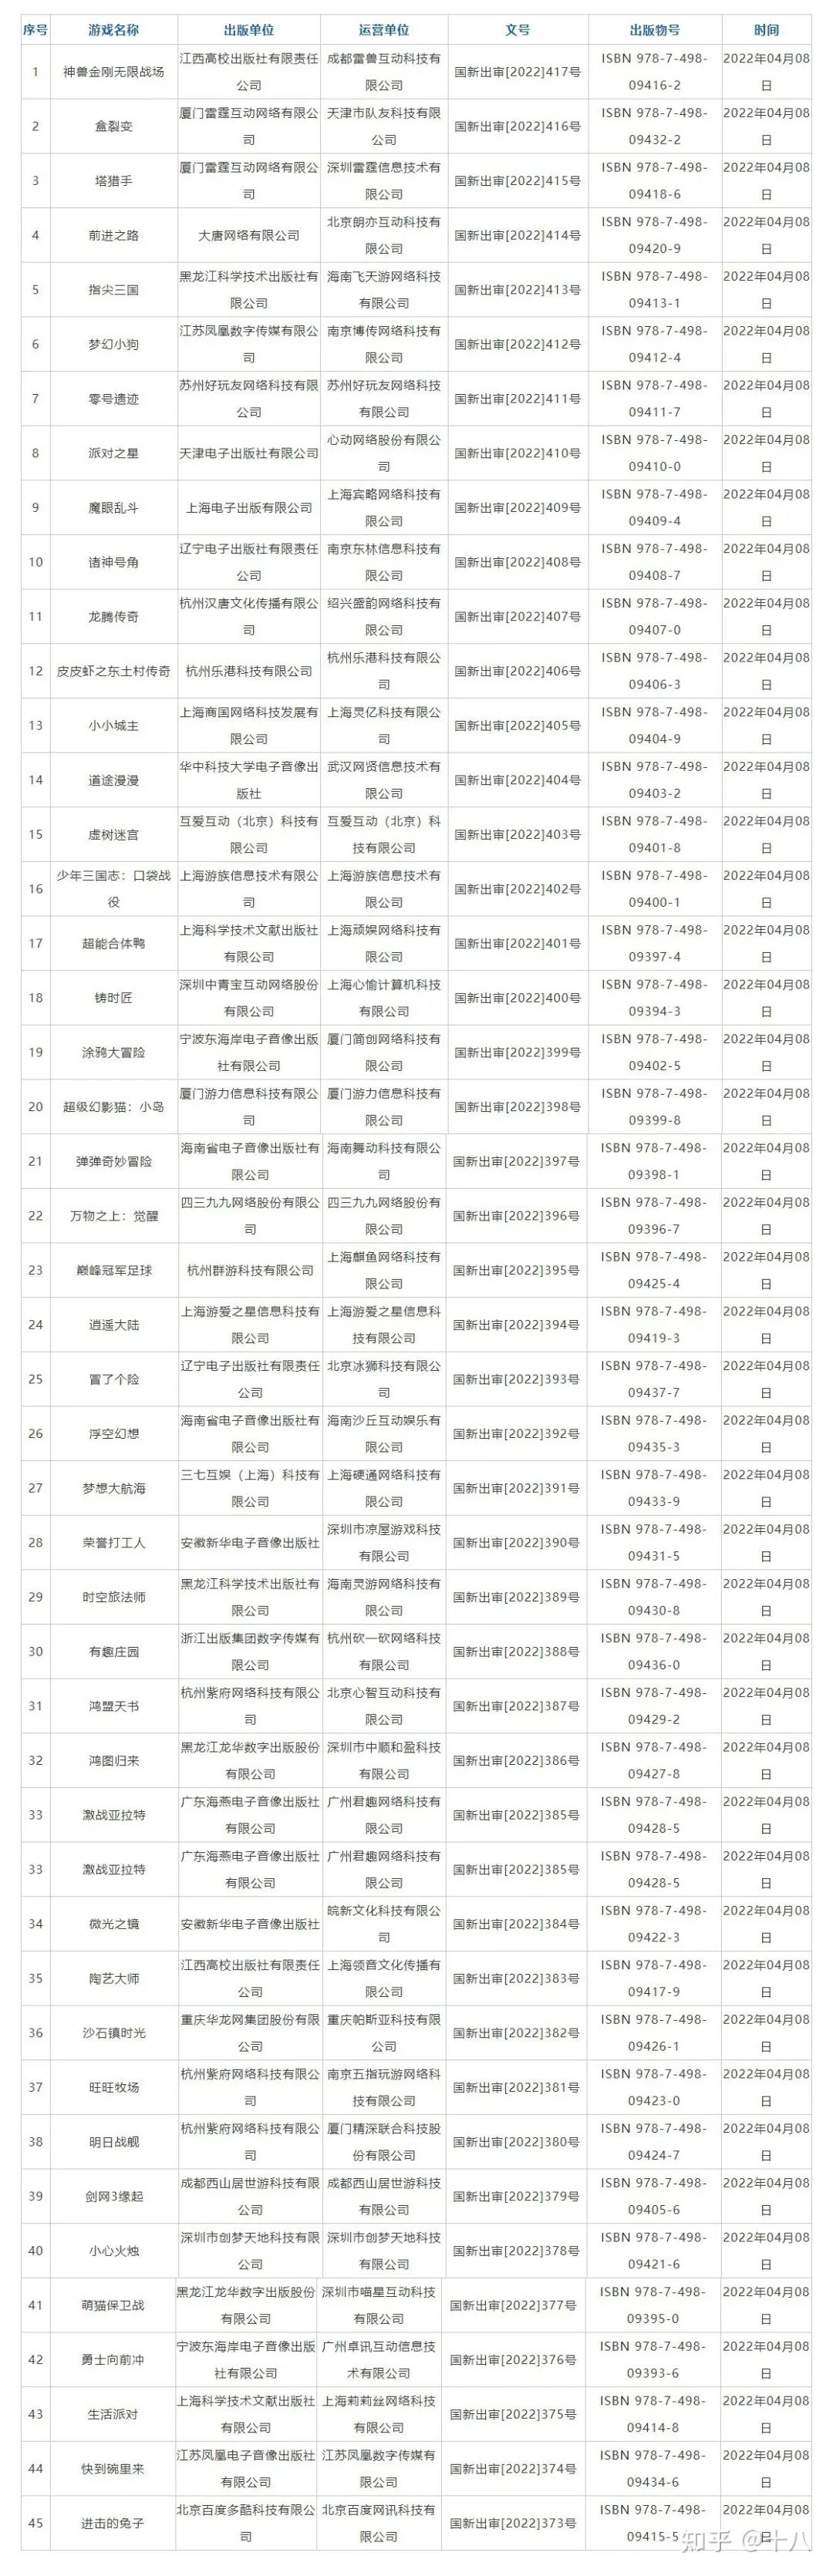 序号 游戏名称 出版单位 运营单位 文号 出版物号 时间
1 神兽金刚无限战场 江西高校出版社有限责任公司 成都雷兽互动科技有限公司 国新出审[2022]417号 ISBN 978-7-498-09416-2 2022年04月08日
2 盒裂变 厦门雷霆互动网络有限公司 天津市队友科技有限公司 国新出审[2022]416号 ISBN 978-7-498-09432-2 2022年04月08日
3 塔猎手 厦门雷霆互动网络有限公司 深圳雷霆信息技术有限公司 国新出审[2022]415号 ISBN 978-7-498-09418-6 2022年04月08日
4 前进之路 大唐网络有限公司 北京朗亦互动科技有限公司 国新出审[2022]414号 ISBN 978-7-498-09420-9 2022年04月08日
5 指尖三国 黑龙江科学技术出版社有限公司 海南飞天游网络科技有限公司 国新出审[2022]413号 ISBN 978-7-498-09413-1 2022年04月08日
6 梦幻小狗 江苏凤凰数字传媒有限公司 南京博传网络科技有限公司 国新出审[2022]412号 ISBN 978-7-498-09412-4 2022年04月08日
7 零号遗迹 苏州好玩友网络科技有限公司 苏州好玩友网络科技有限公司 国新出审[2022]411号 ISBN 978-7-498-09411-7 2022年04月08日
8 派对之星 天津电子出版社有限公司 心动网络股份有限公司 国新出审[2022]410号 ISBN 978-7-498-09410-0 2022年04月08日
9 魔眼乱斗 上海电子出版有限公司 上海宾略网络科技有限公司 国新出审[2022]409号 ISBN 978-7-498-09409-4 2022年04月08日
10 诸神号角 辽宁电子出版社有限责任公司 南京东林信息科技有限公司 国新出审[2022]408号 ISBN 978-7-498-09408-7 2022年04月08日
11 龙腾传奇 杭州汉唐文化传播有限公司 绍兴盛韵网络科技有限公司 国新出审[2022]407号 ISBN 978-7-498-09407-0 2022年04月08日
12 皮皮虾之东土村传奇 杭州乐港科技有限公司 杭州乐港科技有限公司 国新出审[2022]406号 ISBN 978-7-498-09406-3 2022年04月08日
13 小小城主 上海商国网络科技发展有限公司 上海灵亿科技有限公司 国新出审[2022]405号 ISBN 978-7-498-09404-9 2022年04月08日
14 道途漫漫 华中科技大学电子音像出版社 武汉网贤信息技术有限公司 国新出审[2022]404号 ISBN 978-7-498-09403-2 2022年04月08日
15 虚树迷宫 互爱互动（北京）科技有限公司 互爱互动（北京）科技有限公司 国新出审[2022]403号 ISBN 978-7-498-09401-8 2022年04月08日
16 少年三国志：口袋战役 上海游族信息技术有限公司 上海游族信息技术有限公司 国新出审[2022]402号 ISBN 978-7-498-09400-1 2022年04月08日
17 超能合体鸭 上海科学技术文献出版社有限公司 上海顽娱网络科技有限公司 国新出审[2022]401号 ISBN 978-7-498-09397-4 2022年04月08日
18 铸时匠 深圳中青宝互动网络股份有限公司 上海心愉计算机科技有限公司 国新出审[2022]400号 ISBN 978-7-498-09394-3 2022年04月08日
19 涂鸦大冒险 宁波东海岸电子音像出版社有限公司 厦门简创网络科技有限公司 国新出审[2022]399号 ISBN 978-7-498-09402-5 2022年04月08日
20 超级幻影猫：小岛 厦门游力信息科技有限公司 厦门游力信息科技有限公司 国新出审[2022]398号 ISBN 978-7-498-09399-8 2022年04月08日
21 弹弹奇妙冒险 海南省电子音像出版社有限公司 海南舞动科技有限公司 国新出审[2022]397号 ISBN 978-7-498-09398-1 2022年04月08日
22 万物之上：觉醒 四三九九网络股份有限公司 四三九九网络股份有限公司 国新出审[2022]396号 ISBN 978-7-498-09396-7 2022年04月08日
23 巅峰冠军足球 杭州群游科技有限公司 上海麒鱼网络科技有限公司 国新出审[2022]395号 ISBN 978-7-498-09425-4 2022年04月08日
24 逍遥大陆 上海游爱之星信息科技有限公司 上海游爱之星信息科技有限公司 国新出审[2022]394号 ISBN 978-7-498-09419-3 2022年04月08日
25 冒了个险 辽宁电子出版社有限责任公司 北京冰狮科技有限公司 国新出审[2022]393号 ISBN 978-7-498-09437-7 2022年04月08日
26 浮空幻想 海南省电子音像出版社有限公司 海南沙丘互动娱乐有限公司 国新出审[2022]392号 ISBN 978-7-498-09435-3 2022年04月08日
27 梦想大航海 三七互娱（上海）科技有限公司 上海硬通网络科技有限公司 国新出审[2022]391号 ISBN 978-7-498-09433-9 2022年04月08日
28 荣誉打工人 安徽新华电子音像出版社 深圳市凉屋游戏科技有限公司 国新出审[2022]390号 ISBN 978-7-498-09431-5 2022年04月08日
29 时空旅法师 黑龙江科学技术出版社有限公司 海南灵游网络科技有限公司 国新出审[2022]389号 ISBN 978-7-498-09430-8 2022年04月08日
30 有趣庄园 浙江出版集团数字传媒有限公司 杭州砍一砍网络科技有限公司 国新出审[2022]388号 ISBN 978-7-498-09436-0 2022年04月08日
31 鸿盟天书 杭州紫府网络科技有限公司 北京心智互动科技有限公司 国新出审[2022]387号 ISBN 978-7-498-09429-2 2022年04月08日
32 鸿图归来 黑龙江龙华数字出版股份有限公司 深圳市中顺和盈科技有限公司 国新出审[2022]386号 ISBN 978-7-498-09427-8 2022年04月08日
33 激战亚拉特 广东海燕电子音像出版社有限公司 广州君趣网络科技有限公司 国新出审[2022]385号 ISBN 978-7-498-09428-5 2022年04月08日
33 激战亚拉特 广东海燕电子音像出版社有限公司 广州君趣网络科技有限公司 国新出审[2022]385号 ISBN 978-7-498-09428-5 2022年04月08日
34 微光之镜 安徽新华电子音像出版社 皖新文化科技有限公司 国新出审[2022]384号 ISBN 978-7-498-09422-3 2022年04月08日
35 陶艺大师 江西高校出版社有限责任公司 上海领音文化传播有限公司 国新出审[2022]383号 ISBN 978-7-498-09417-9 2022年04月08日
36 沙石镇时光 重庆华龙网集团股份有限公司 重庆帕斯亚科技有限公司 国新出审[2022]382号 ISBN 978-7-498-09426-1 2022年04月08日
37 旺旺牧场 杭州紫府网络科技有限公司 南京五指玩游网络科技有限公司 国新出审[2022]381号 ISBN 978-7-498-09423-0 2022年04月08日
38 明日战舰 杭州紫府网络科技有限公司 厦门精深联合科技股份有限公司 国新出审[2022]380号 ISBN 978-7-498-09424-7 2022年04月08日
39 剑网3缘起 成都西山居世游科技有限公司 成都西山居世游科技有限公司 国新出审[2022]379号 ISBN 978-7-498-09405-6 2022年04月08日
40 小心火烛 深圳市创梦天地科技有限公司 深圳市创梦天地科技有限公司 国新出审[2022]378号 ISBN 978-7-498-09421-6 2022年04月08日
41 萌猫保卫战 黑龙江龙华数字出版股份有限公司 深圳市喵星互动科技有限公司 国新出审[2022]377号 ISBN 978-7-498-09395-0 2022年04月08日
42 勇士向前冲 宁波东海岸电子音像出版社有限公司 广州卓讯互动信息技术有限公司 国新出审[2022]376号 ISBN 978-7-498-09393-6 2022年04月08日
43 生活派对 上海科学技术文献出版社有限公司 上海莉莉丝网络科技有限公司 国新出审[2022]375号 ISBN 978-7-498-09414-8 2022年04月08日
44 快到碗里来 江苏凤凰电子音像出版社有限公司 江苏凤凰数字传媒有限公司 国新出审[2022]374号 ISBN 978-7-498-09434-6 2022年04月08日
45 进击的兔子 北京百度多酷科技有限公司 北京百度网讯科技有限公司 国新出审[2022]373号 ISBN 978-7-498-09415-5 2022年04月08日
知乎 @十八